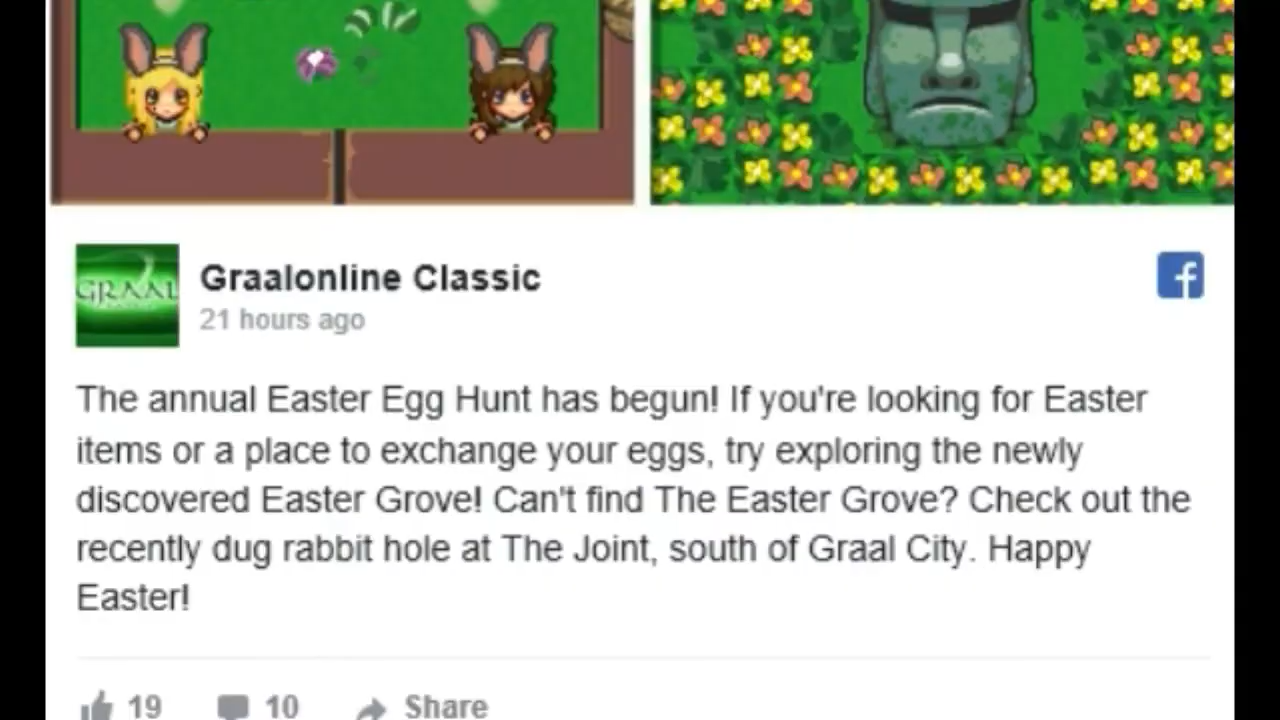 GRAAL
Graalonline Classic
21 hours ago
The annual Easter Egg Hunt has begun! If you're looking for Easter
items or a place to exchange your eggs, try exploring the newly
discovered Easter Grove! Can't find The Easter Grove? Check out the
recently dug rabbit hole at The Joint, south of Graal City. Happy
Easter!
19 10 Share